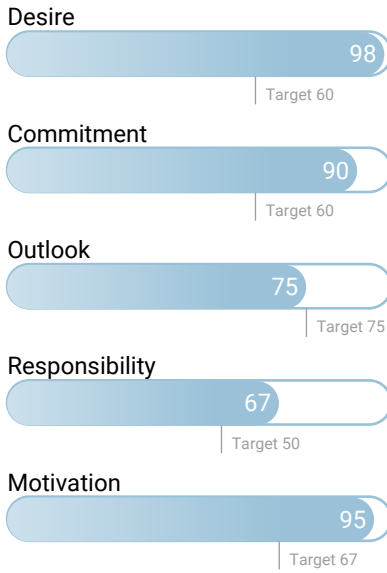 Desire
98
Target 60
Commitment
90
Target 60
Outlook
75
Target 75
Responsibility
67
Target 50
Motivation
95
Target 67